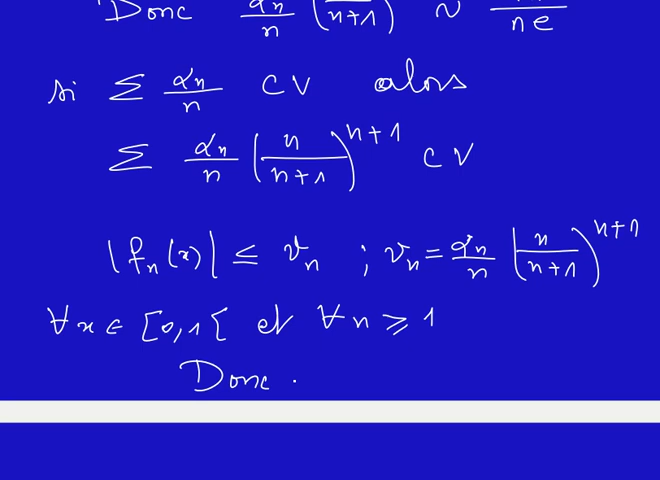 Donc αn/n (n+1) ~ ne
si Σ αn/n CV alors
Σ αn/n (n/(n+1))^(n+1) CV
|fn(x)| ≤ vn ; vn = αn/n (n/(n+1))^(n+1)
∀x ∈ [0,1[ et ∀n ≥ 1
Donc .